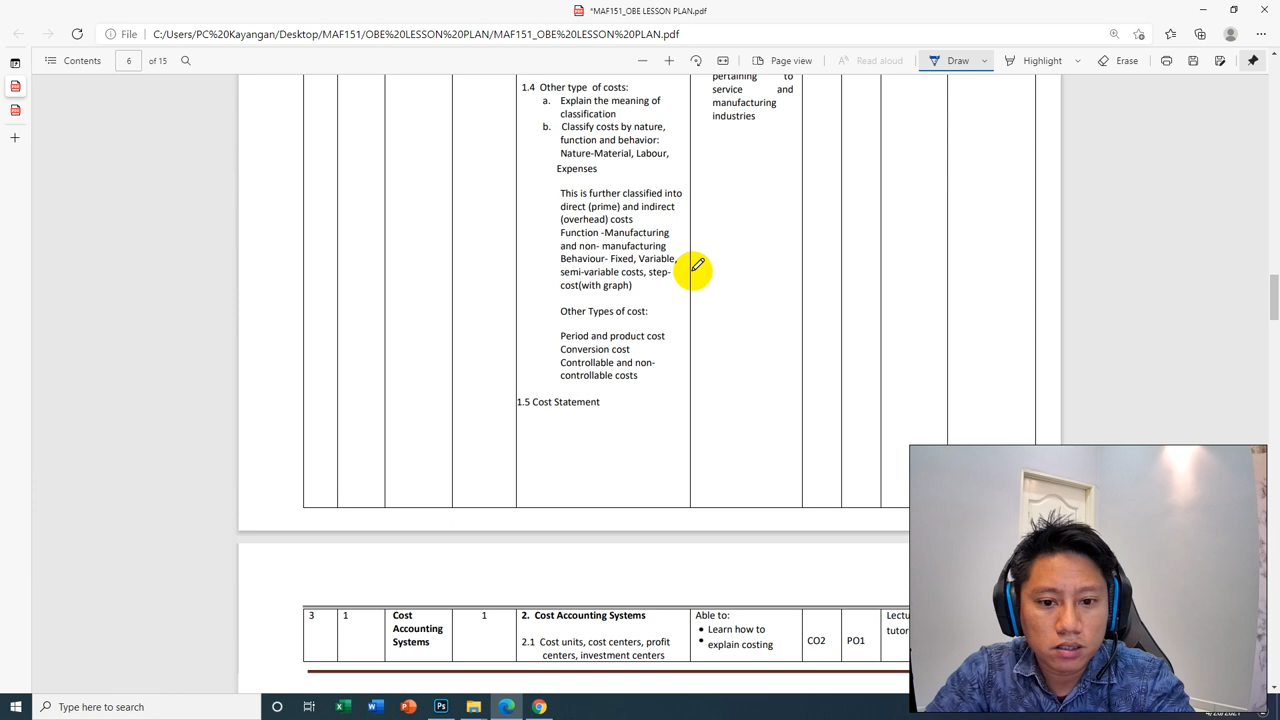 *MAF151_OBE LESSON PLAN.pdf
File
C:/Users/PC%20Kayangan/Desktop/MAF151/OBE%20LESSON%20PLAN/MAF151_OBE%20LESSON%20PLAN.pdf
Contents
6
of 15
Page view
Read aloud
Draw
Highlight
Erase
1.4 Other type of costs:
a. Explain the meaning of
classification
b. Classify costs by nature,
function and behavior:
Nature-Material, Labour,
Expenses
This is further classified into
direct (prime) and indirect
(overhead) costs
Function -Manufacturing
and non- manufacturing
Behaviour- Fixed, Variable,
semi-variable costs, step-
cost(with graph)
Other Types of cost:
Period and product cost
Conversion cost
Controllable and non-
controllable costs
1.5 Cost Statement
pertaining to
service and
manufacturing
industries
3
1
Cost
Accounting
Systems
1
2. Cost Accounting Systems
2.1 Cost units, cost centers, profit
centers, investment centers
Able to:
• Learn how to
• explain costing
CO2
PO1
Lectu
tutor
Type here to search